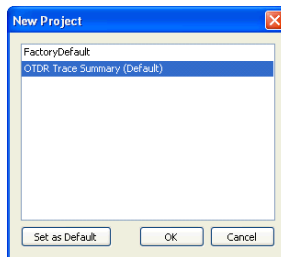 New Project
FactoryDefault
OTDR Trace Summary (Default)
Set as Default OK Cancel